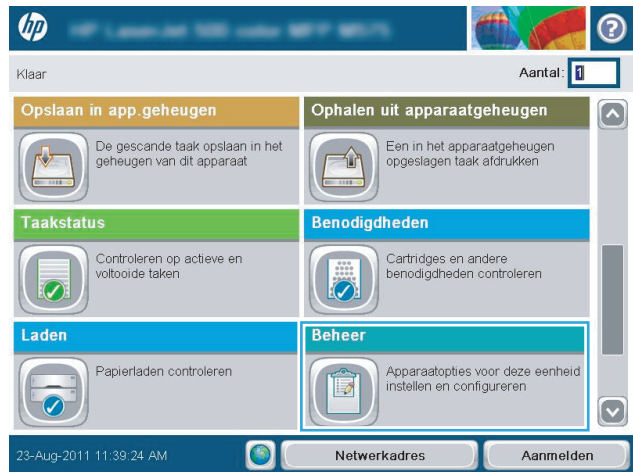 hp
Klaar
Aantal: 1
Opslaan in app.geheugen
De gescande taak opslaan in het
geheugen van dit apparaat
Ophalen uit apparaatgeheugen
Een in het apparaatgeheugen
opgeslagen taak afdrukken
Taakstatus
Controleren op actieve en
voltooide taken
Benodigdheden
Cartridges en andere
benodigdheden controleren
Laden
Papierladen controleren
Beheer
Apparaatopties voor deze eenheid
instellen en configureren
23-Aug-2011 11:39:24 AM
Netwerkadres
Aanmelden